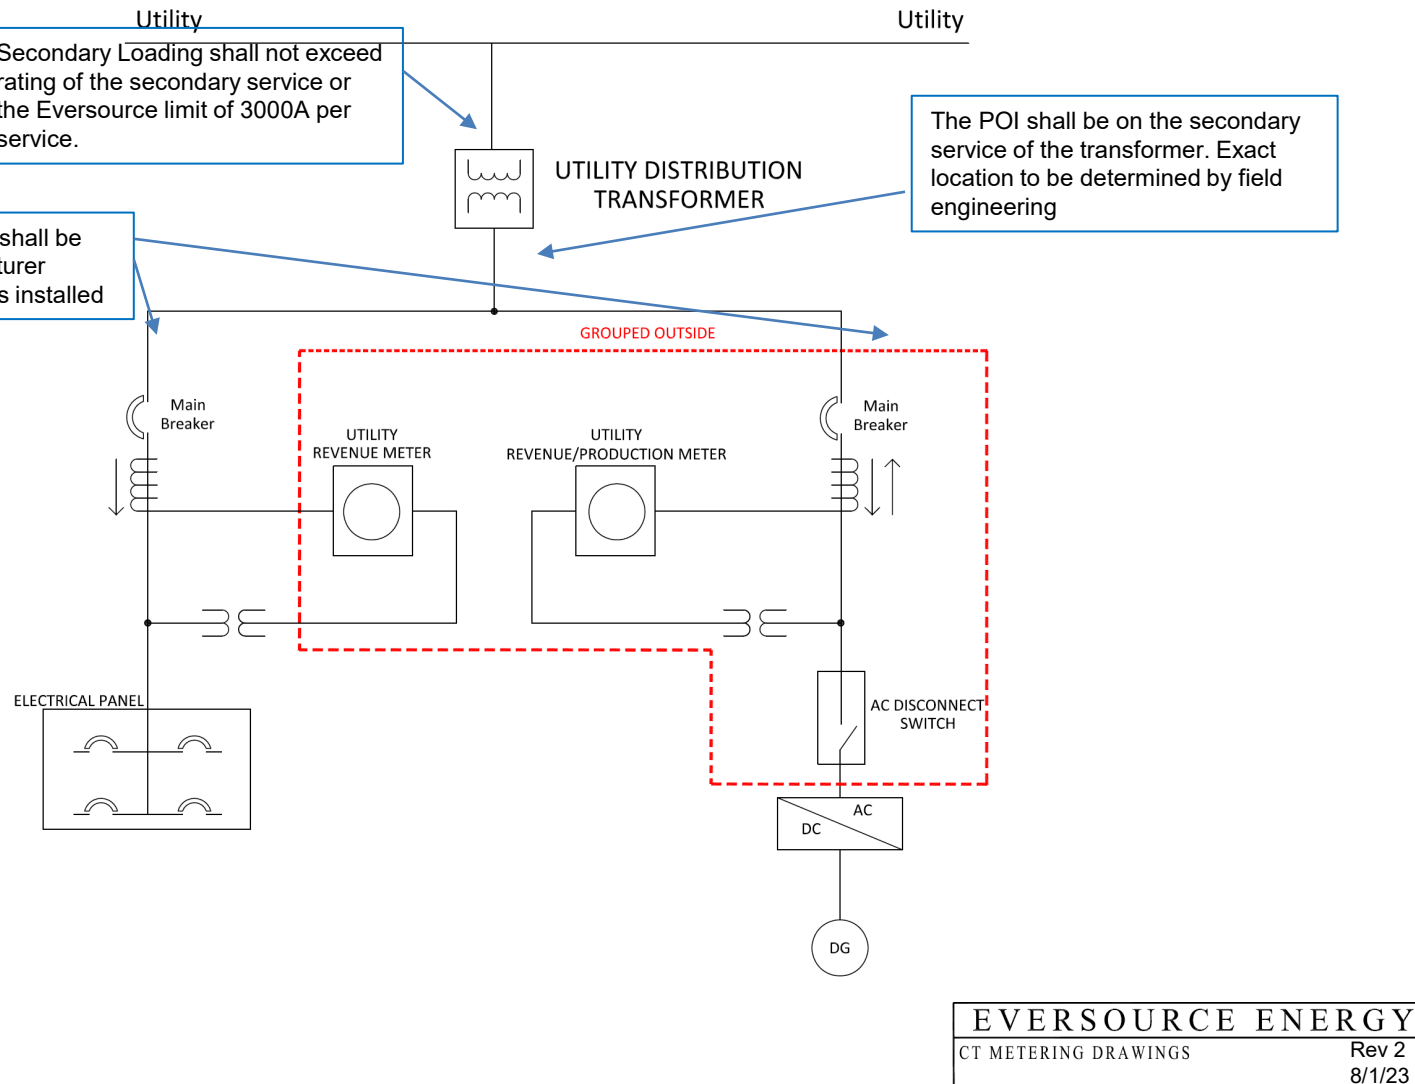 Utility
Utility
Secondary Loading shall not exceed
rating of the secondary service or
the Eversource limit of 3000A per
service.
The POI shall be on the secondary
service of the transformer. Exact
location to be determined by field
engineering
UTILITY DISTRIBUTION
TRANSFORMER
shall be
turer
s installed
GROUPED OUTSIDE
Main
Breaker
Main
Breaker
UTILITY
REVENUE METER
UTILITY
REVENUE/PRODUCTION METER
ELECTRICAL PANEL
AC DISCONNECT
SWITCH
AC
DC
DG
EVERSOURCE ENERGY
CT METERING DRAWINGS
Rev 2
8/1/23